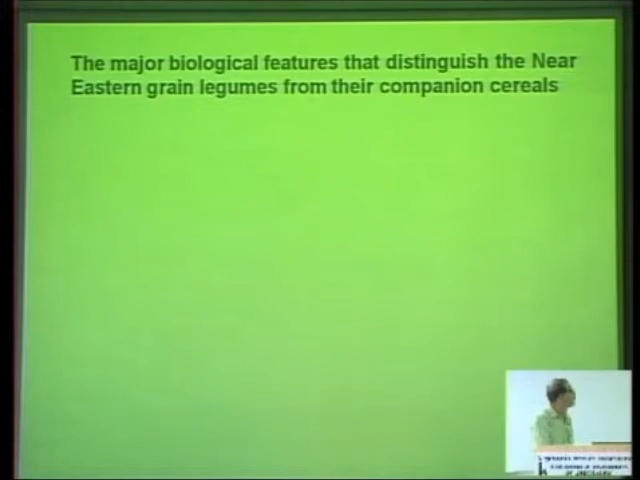 The major biological features that distinguish the Near
Eastern grain legumes from their companion cereals